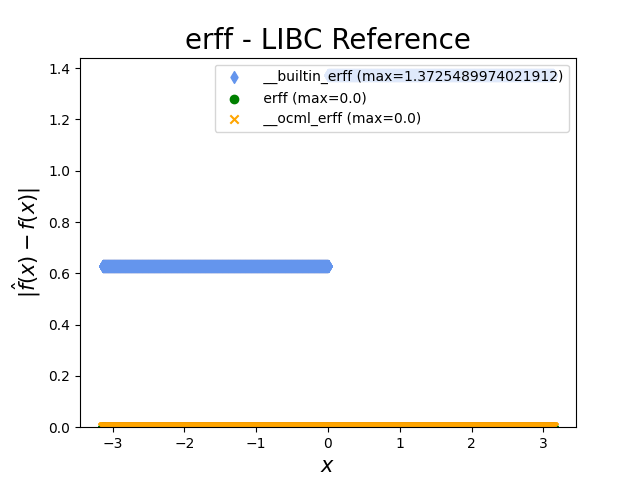 erff - LIBC Reference
__builtin_erff (max=1.3725489974021912)
erff (max=0.0)
__ocml_erff (max=0.0)
|f̂(x) − f(x)|
1.4
1.2
1.0
0.8
0.6
0.4
0.2
0.0
−3 −2 −1 0 1 2 3
x